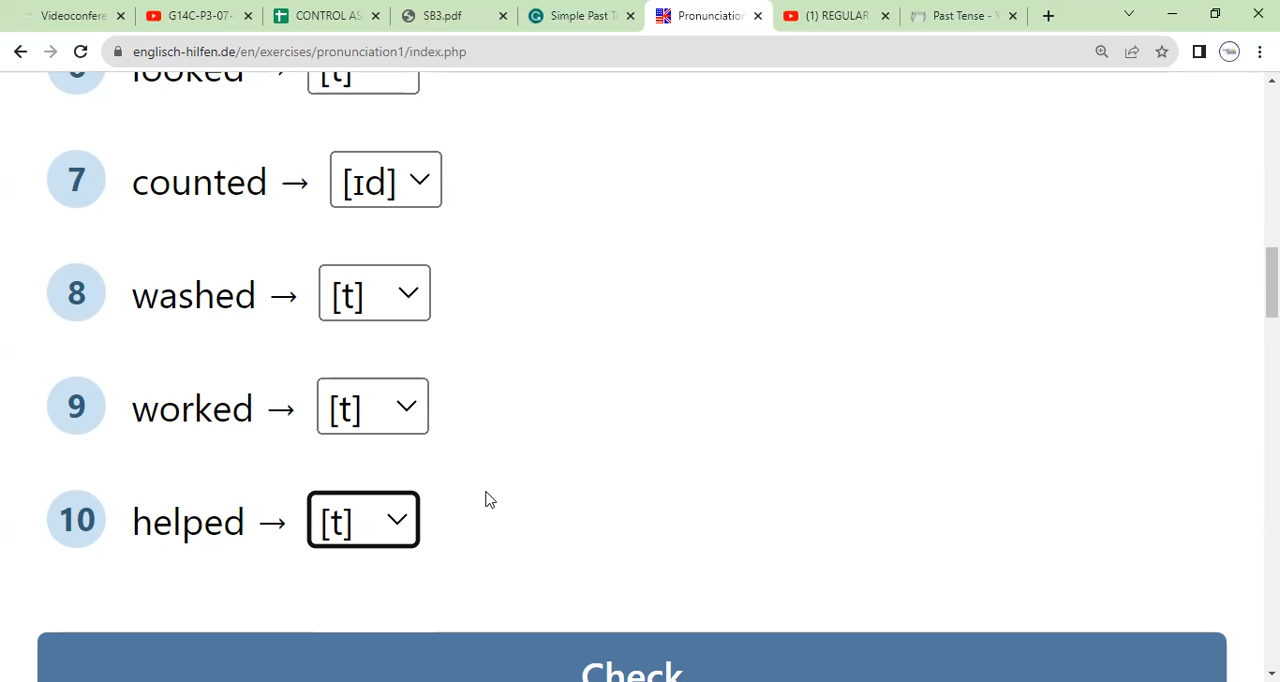 Videoconfere
G14C-P3-07-
CONTROL AS
SB3.pdf
Simple Past T
Pronunciation
(1) REGULAR
Past Tense -
englisch-hilfen.de/en/exercises/pronunciation1/index.php
looked → [t]
7 counted → [ɪd]
8 washed → [t]
9 worked → [t]
10 helped → [t]
Check